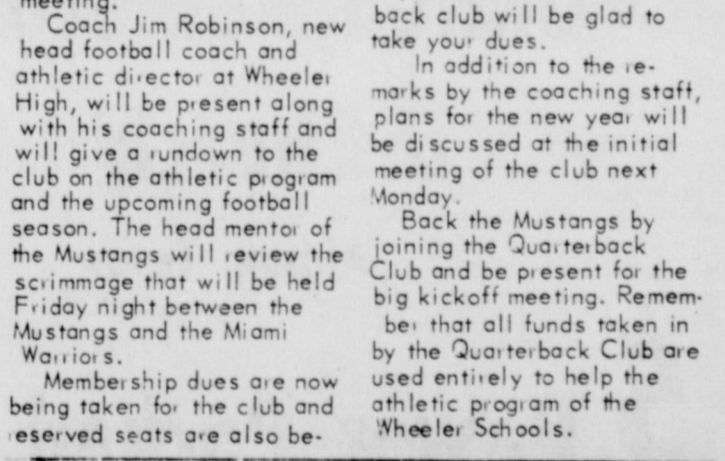 meeting.
Coach Jim Robinson, new
head football coach and
athletic director at Wheeler
High, will be present along
with his coaching staff and
will give a rundown to the
club on the athletic program
and the upcoming football
season. The head mentor of
the Mustangs will review the
scrimmage that will be held
Friday night between the
Mustangs and the Miami
Warriors.
Membership dues are now
being taken for the club and
reserved seats are also be-
back club will be glad to
take your dues.
In addition to the re-
marks by the coaching staff,
plans for the new year will
be discussed at the initial
meeting of the club next
Monday.
Back the Mustangs by
joining the Quarterback
Club and be present for the
big kickoff meeting. Remem-
ber that all funds taken in
by the Quarterback Club are
used entirely to help the
athletic program of the
Wheeler Schools.